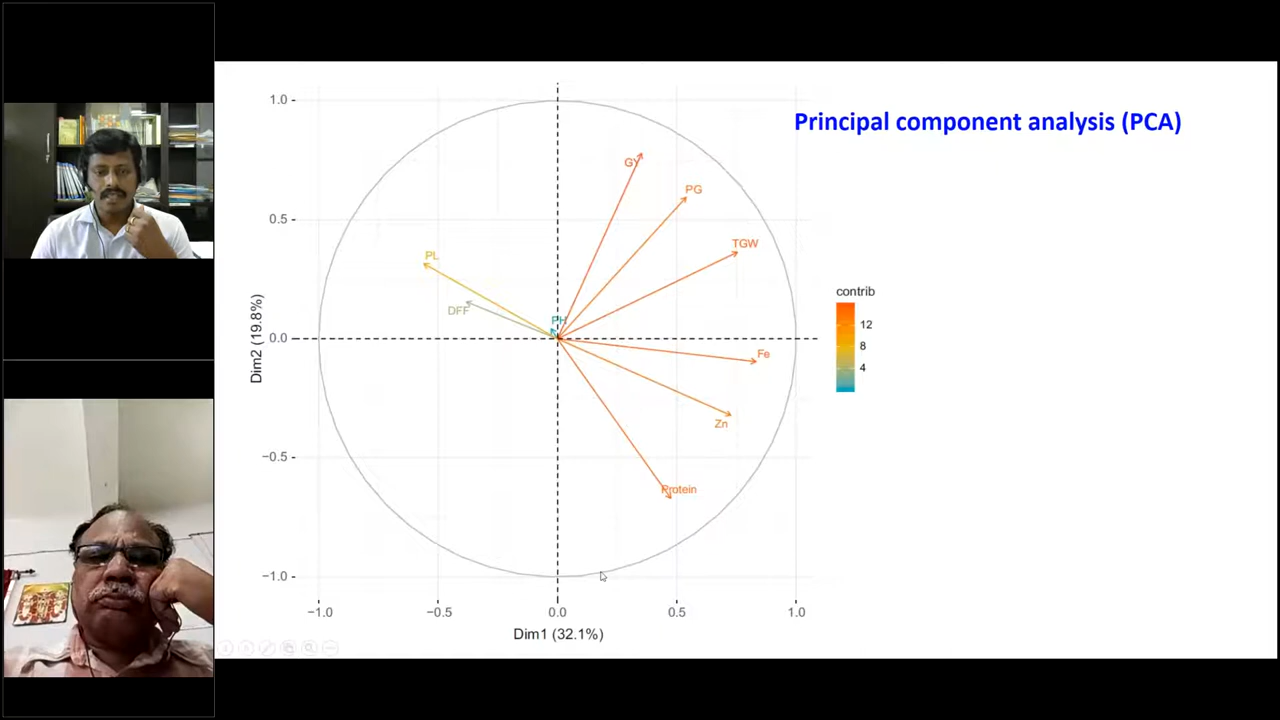 Principal component analysis (PCA)
1.0
0.5
0.0
−0.5
−1.0
Dim2 (19.8%)
GY
PG
TGW
PL
DFF
PH
Fe
Zn
Protein
−1.0
−0.5
0.0
0.5
1.0
Dim1 (32.1%)
contrib
12
8
4